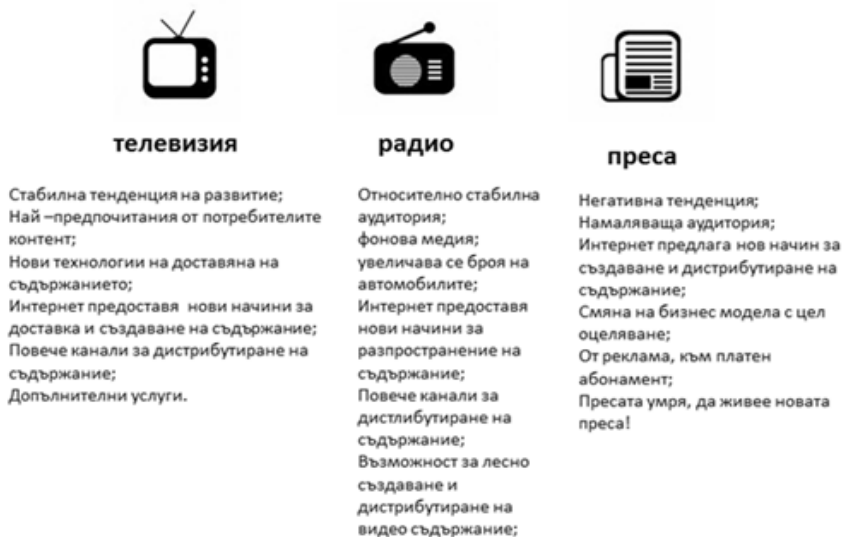 телевизия
Стабилна тенденция на развитие;
Най –предпочитания от потребителите
контент;
Нови технологии на доставяна на
съдържанието;
Интернет предоставя нови начини за
доставка и създаване на съдържание;
Повече канали за дистрибутиране на
съдържание;
Допълнителни услуги.
радио
Относително стабилна
аудитория;
фонова медия;
увеличава се броя на
автомобилите;
Интернет предоставя
нови начини за
разпространение на
съдържание;
Повече канали за
дистлибутиране на
съдържание;
Възможност за лесно
създаване и
дистрибутиране на
видео съдържание;
преса
Негативна тенденция;
Намаляваща аудитория;
Интернет предлага нов начин за
създаване и дистрибутиране на
съдържание;
Смяна на бизнес модела с цел
оцеляване;
От реклама, към платен
абонамент;
Пресата умря, да живее новата
преса!